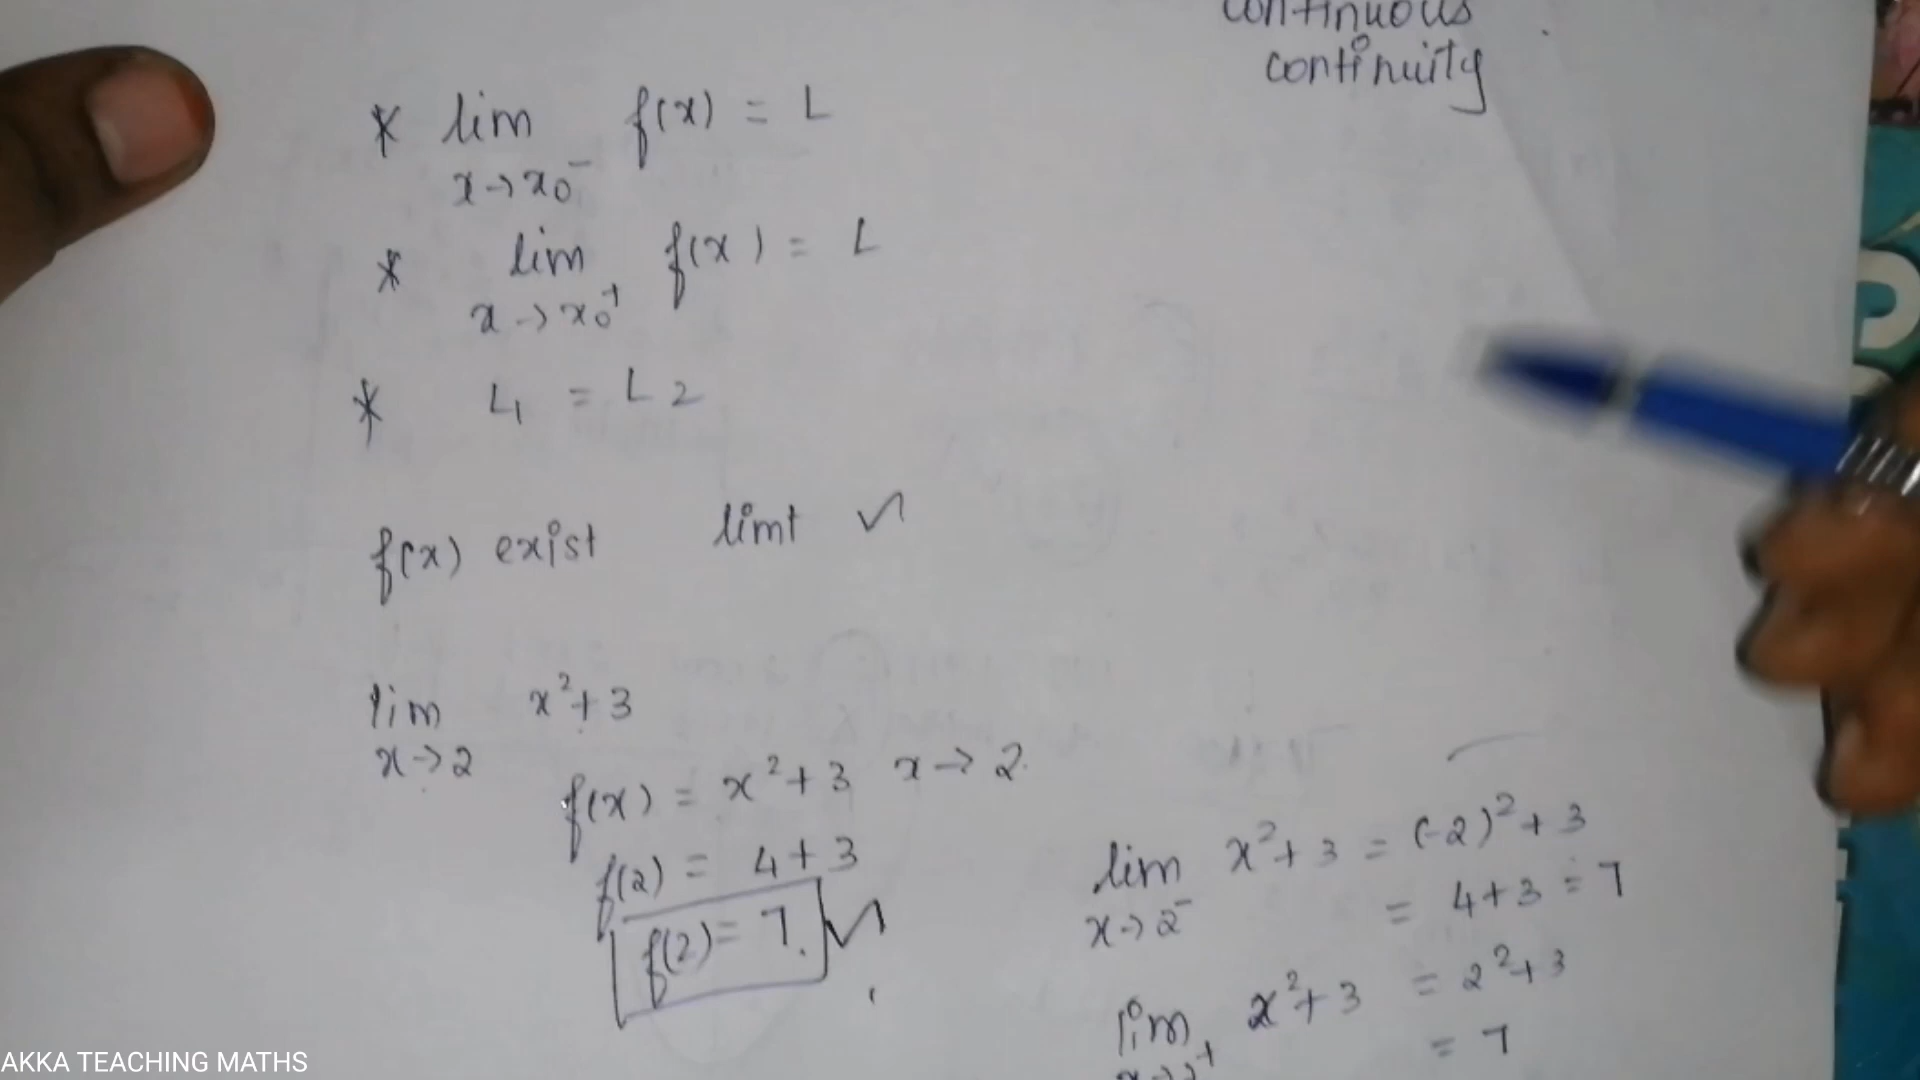 continuous
continuity
* lim f(x) = L
x→x₀⁻
* lim f(x) = L
x→x₀⁺
* L₁ = L₂
f(x) exist limt ✓
lim x²+3
x→2
f(x) = x²+3 x→2.
f(2) = 4+3
f(2) = 7. ✓
lim x²+3 = (-2)²+3
x→2⁻ = 4+3 = 7
lim x²+3 = 2²+3
= 7
AKKA TEACHING MATHS